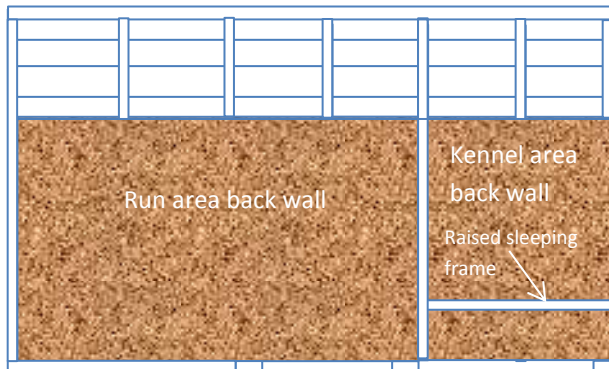 Run area back wall
Kennel area
back wall
Raised sleeping
frame